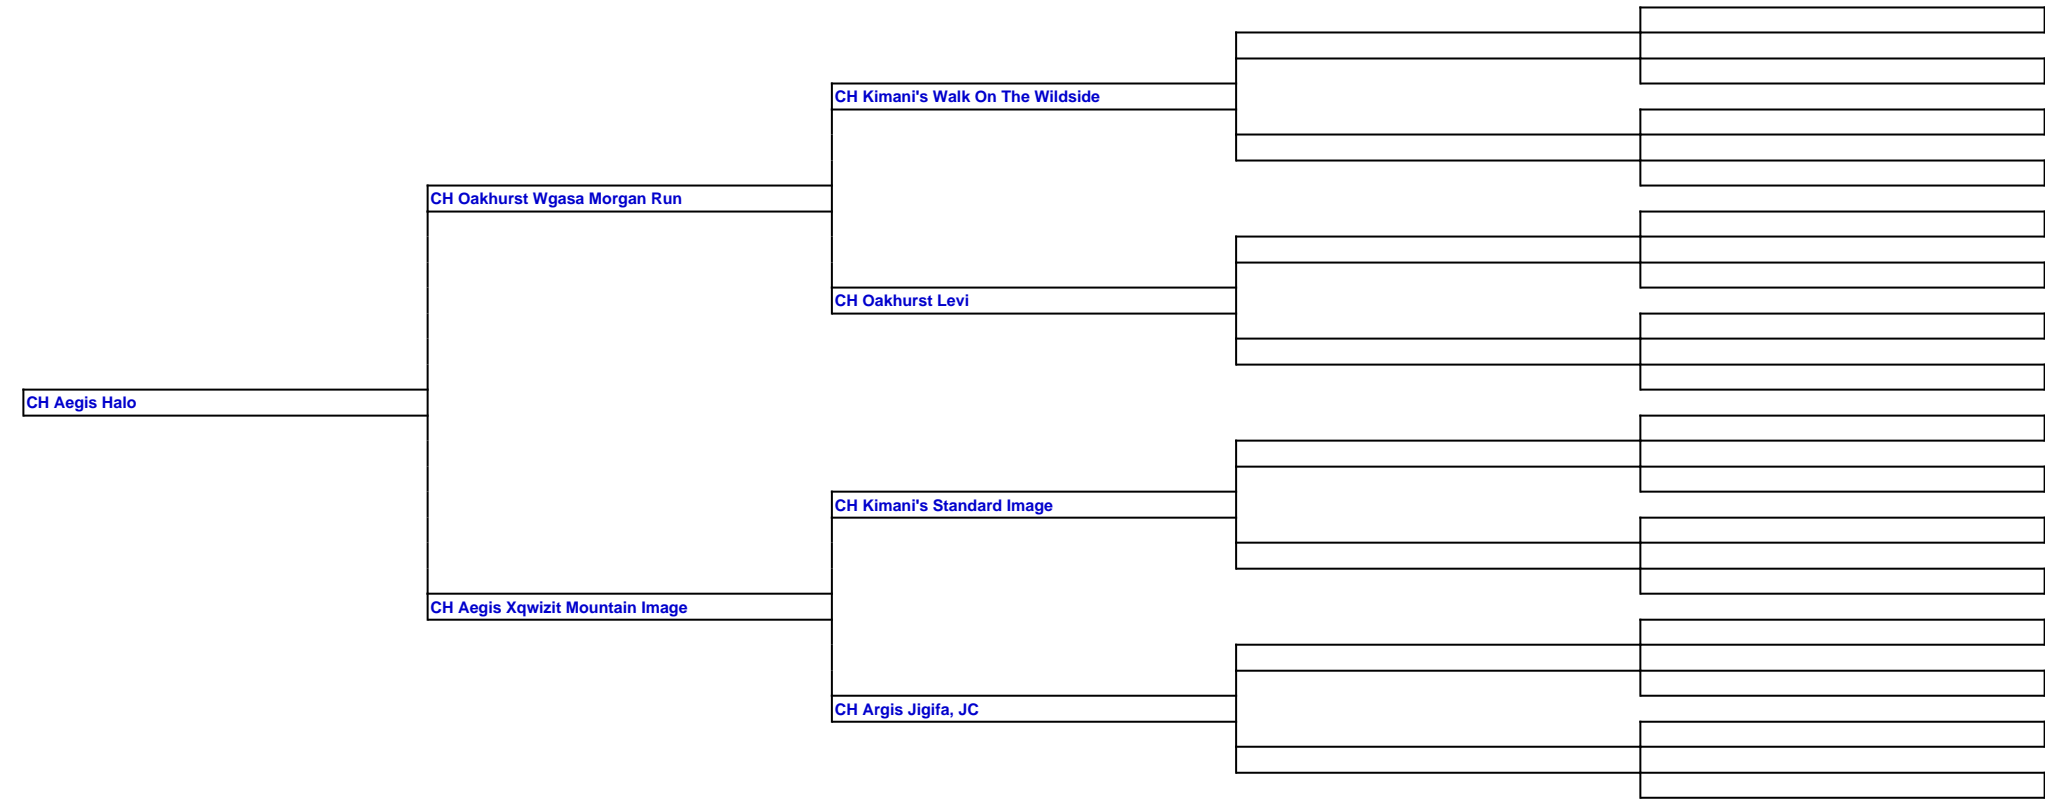 CH Kimani's Walk On The Wildside
CH Oakhurst Wgasa Morgan Run
CH Oakhurst Levi
CH Aegis Halo
CH Kimani's Standard Image
CH Aegis Xqwizit Mountain Image
CH Argis Jigifa, JC